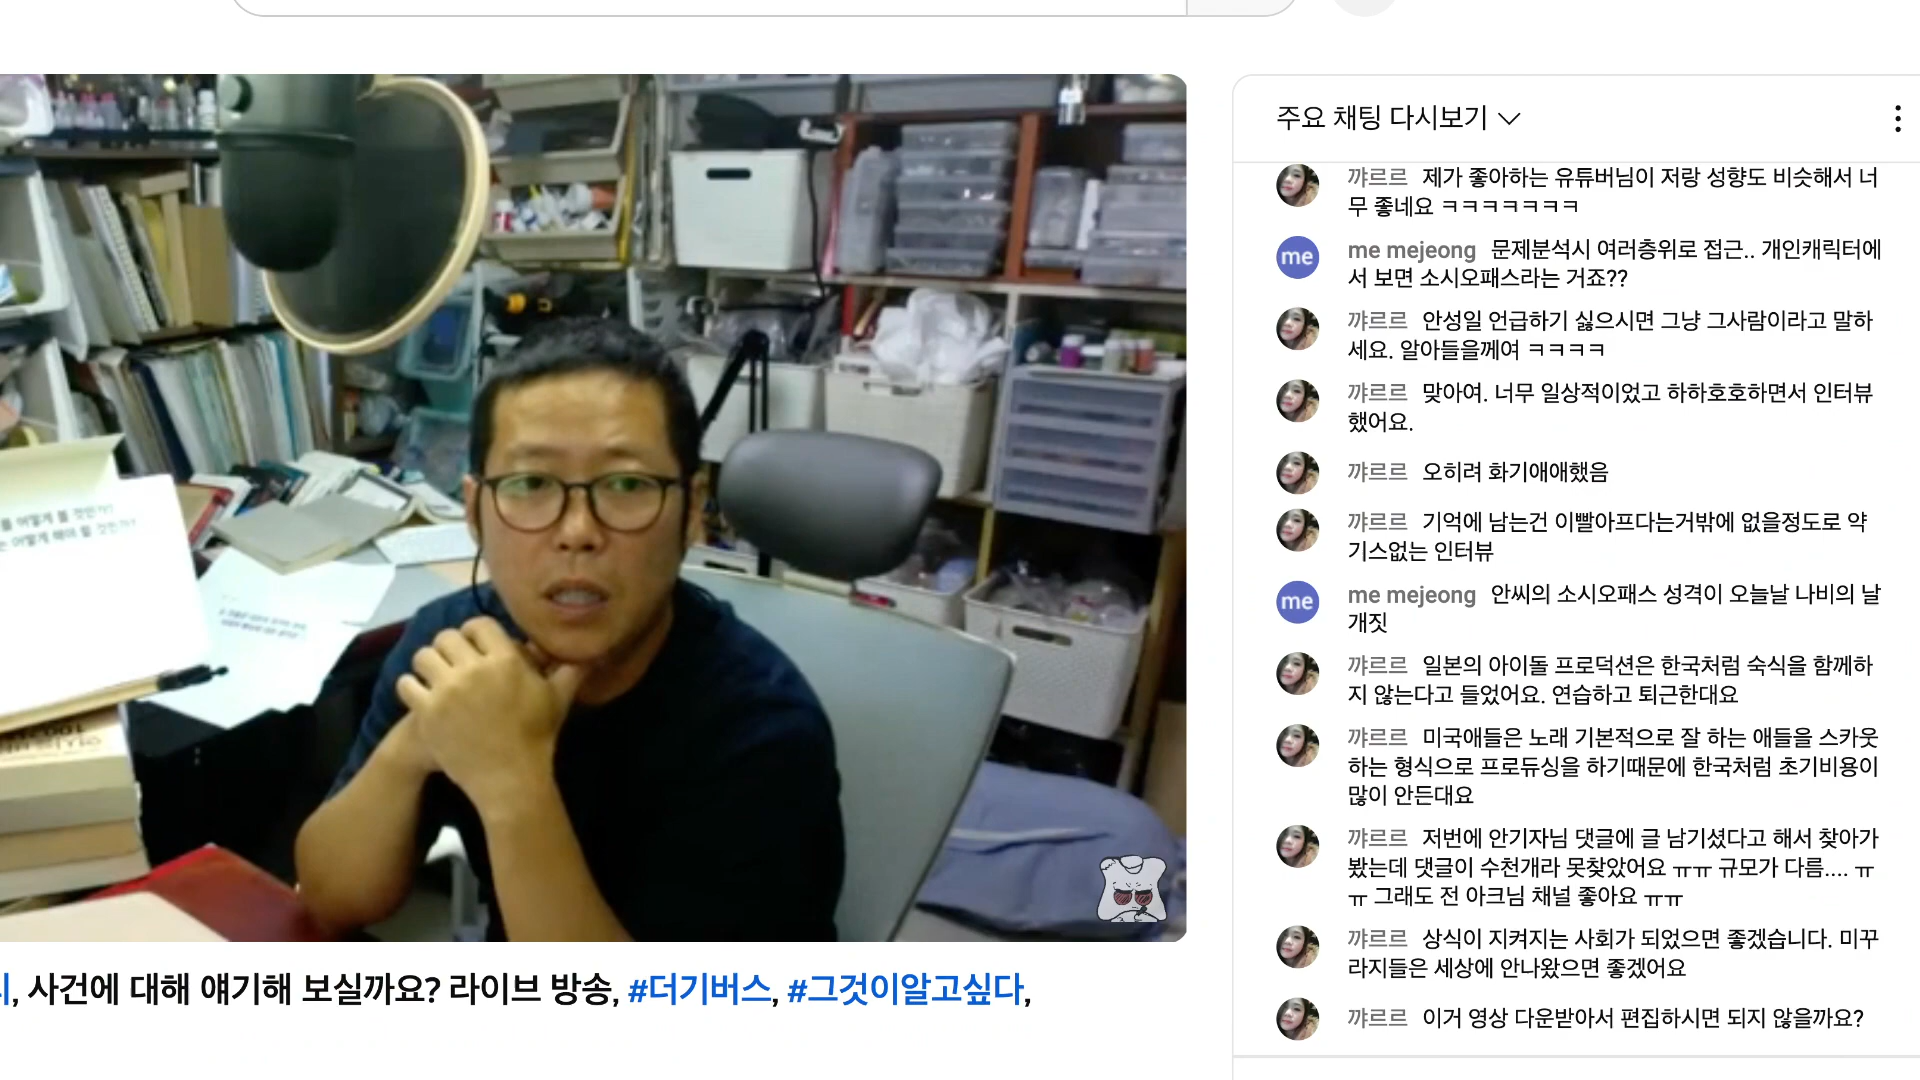 를 어떻게 볼 것인가?
는 어떻게 해야 할 것인가?
, 사건에 대해 얘기해 보실까요? 라이브 방송, #더기버스, #그것이알고싶다,
주요 채팅 다시보기
꺄르르 제가 좋아하는 유튜버님이 저랑 성향도 비슷해서 너
무 좋네요 ㅋㅋㅋㅋㅋㅋㅋ
me me mejeong 문제분석시 여러층위로 접근.. 개인캐릭터에
서 보면 소시오패스라는 거죠??
꺄르르 안성일 언급하기 싫으시면 그냥 그사람이라고 말하
세요. 알아들을께여 ㅋㅋㅋㅋ
꺄르르 맞아여. 너무 일상적이었고 하하호호하면서 인터뷰
했어요.
꺄르르 오히려 화기애애했음
꺄르르 기억에 남는건 이빨아프다는거밖에 없을정도로 약
기스없는 인터뷰
me me mejeong 안씨의 소시오패스 성격이 오늘날 나비의 날
개짓
꺄르르 일본의 아이돌 프로덕션은 한국처럼 숙식을 함께하
지 않는다고 들었어요. 연습하고 퇴근한대요
꺄르르 미국애들은 노래 기본적으로 잘 하는 애들을 스카웃
하는 형식으로 프로듀싱을 하기때문에 한국처럼 초기비용이
많이 안든대요
꺄르르 저번에 안기자님 댓글에 글 남기셨다고 해서 찾아가
봤는데 댓글이 수천개라 못찾았어요 ㅠㅠ 규모가 다름.... ㅠ
ㅠ 그래도 전 아크님 채널 좋아요 ㅠㅠ
꺄르르 상식이 지켜지는 사회가 되었으면 좋겠습니다. 미꾸
라지들은 세상에 안나왔으면 좋겠어요
꺄르르 이거 영상 다운받아서 편집하시면 되지 않을까요?